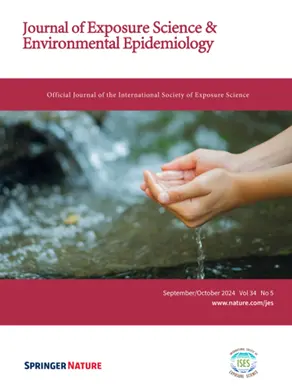 Journal of Exposure Science &
Environmental Epidemiology
Official Journal of the International Society of Exposure Science
September/October 2024 Vol 34 No 5
www.nature.com/jes
SPRINGER NATURE
ISES